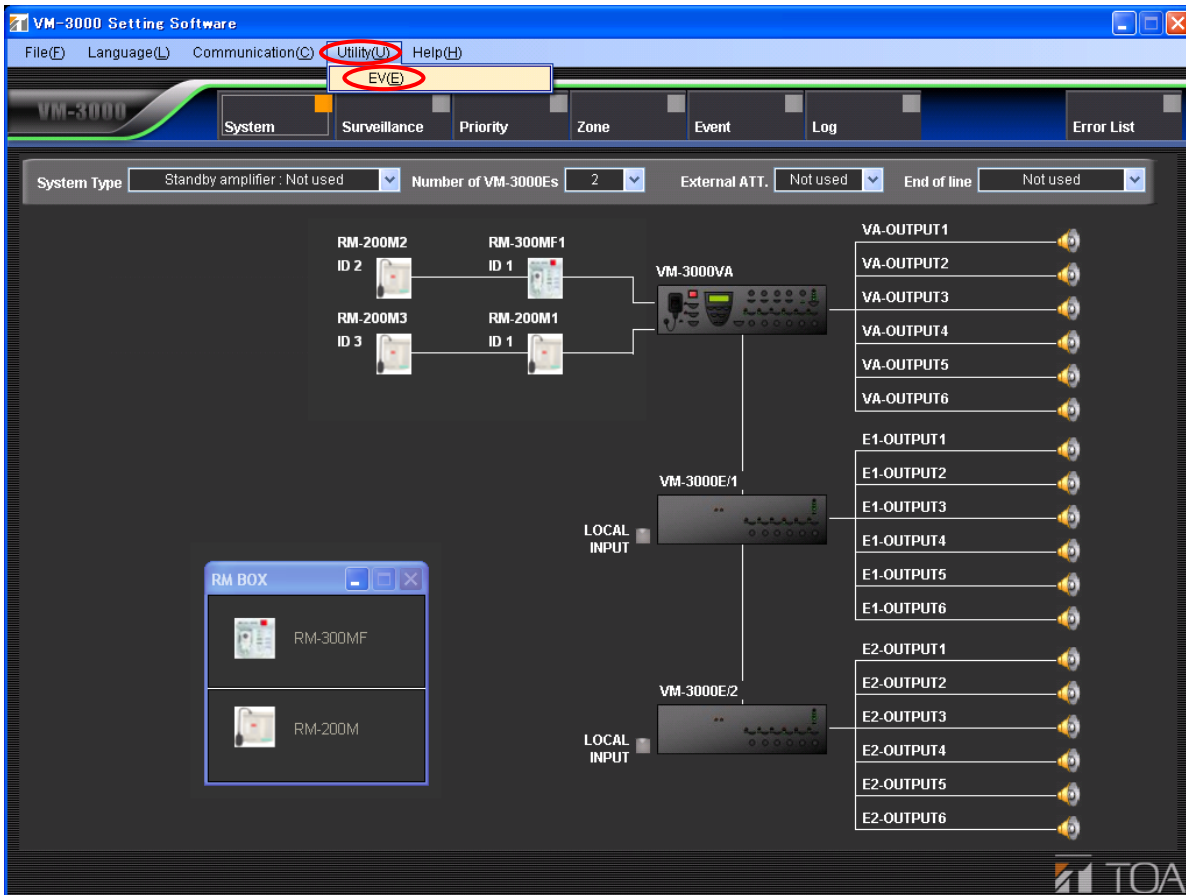 VM-3000 Setting Software
File(F) Language(L) Communication(C) Utility(U) Help(H)
EV(E)
VM-3000
System Surveillance Priority Zone Event Log Error List
System Type Standby amplifier : Not used Number of VM-3000Es 2 External ATT. Not used End of line Not used
RM-200M2 RM-300MF1
ID 2 ID 1
RM-200M3 RM-200M1
ID 3 ID 1
VM-3000VA
VA-OUTPUT1
VA-OUTPUT2
VA-OUTPUT3
VA-OUTPUT4
VA-OUTPUT5
VA-OUTPUT6
VM-3000E/1
LOCAL
INPUT
E1-OUTPUT1
E1-OUTPUT2
E1-OUTPUT3
E1-OUTPUT4
E1-OUTPUT5
E1-OUTPUT6
RM BOX
RM-300MF
RM-200M
VM-3000E/2
LOCAL
INPUT
E2-OUTPUT1
E2-OUTPUT2
E2-OUTPUT3
E2-OUTPUT4
E2-OUTPUT5
E2-OUTPUT6
TOA